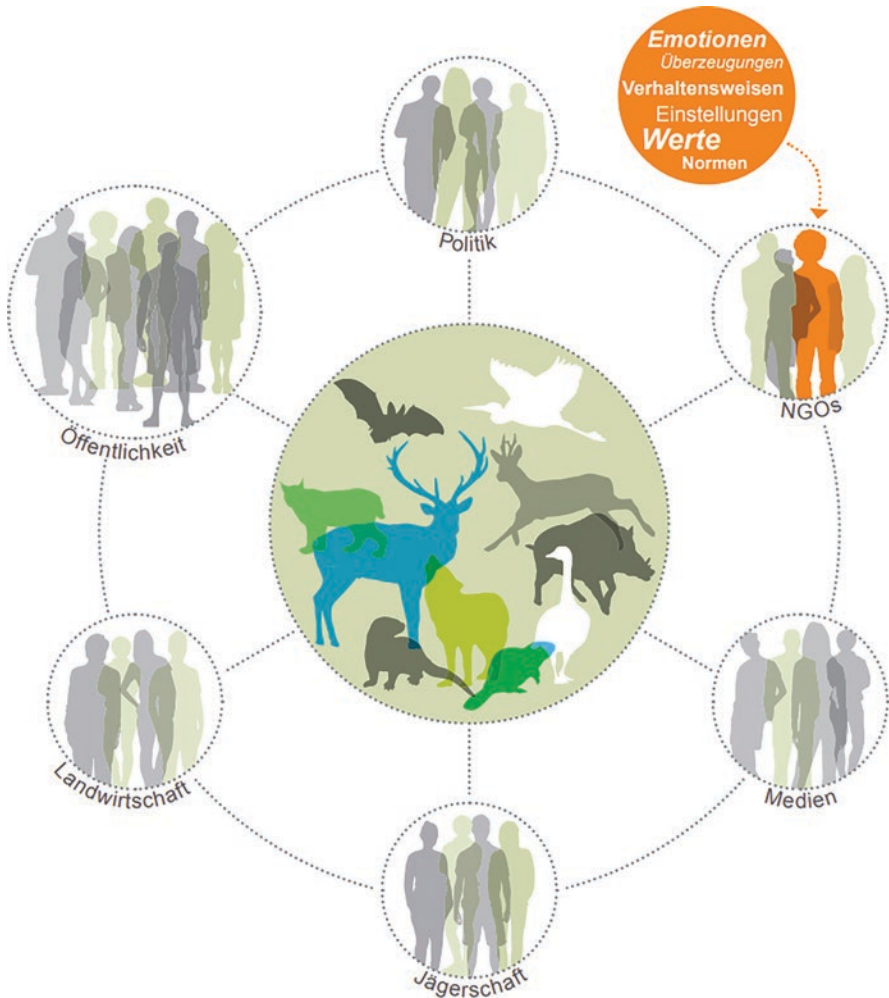 Emotionen
Überzeugungen
Verhaltensweisen
Einstellungen
Werte
Normen
Politik
NGOs
Öffentlichkeit
Landwirtschaft
Medien
Jägerschaft